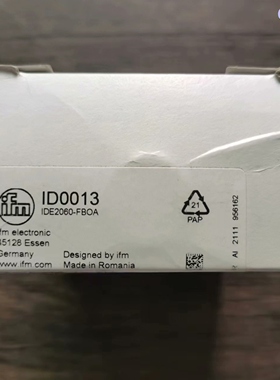 ifm
ID0013
IDE2060-FBOA
ifm electronic
45128 Essen
Germany
www.ifm.com
Designed by ifm
Made in Romania
21
PAP
AI 2111 956162